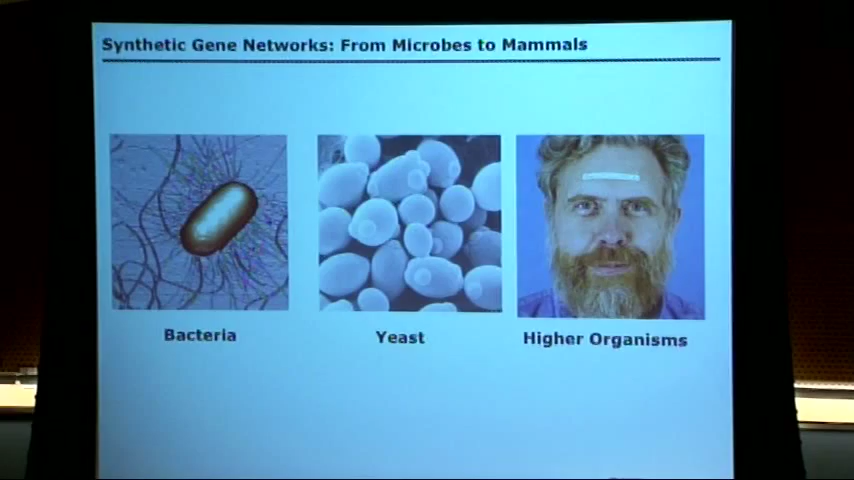 Synthetic Gene Networks: From Microbes to Mammals
Bacteria
Yeast
Higher Organisms